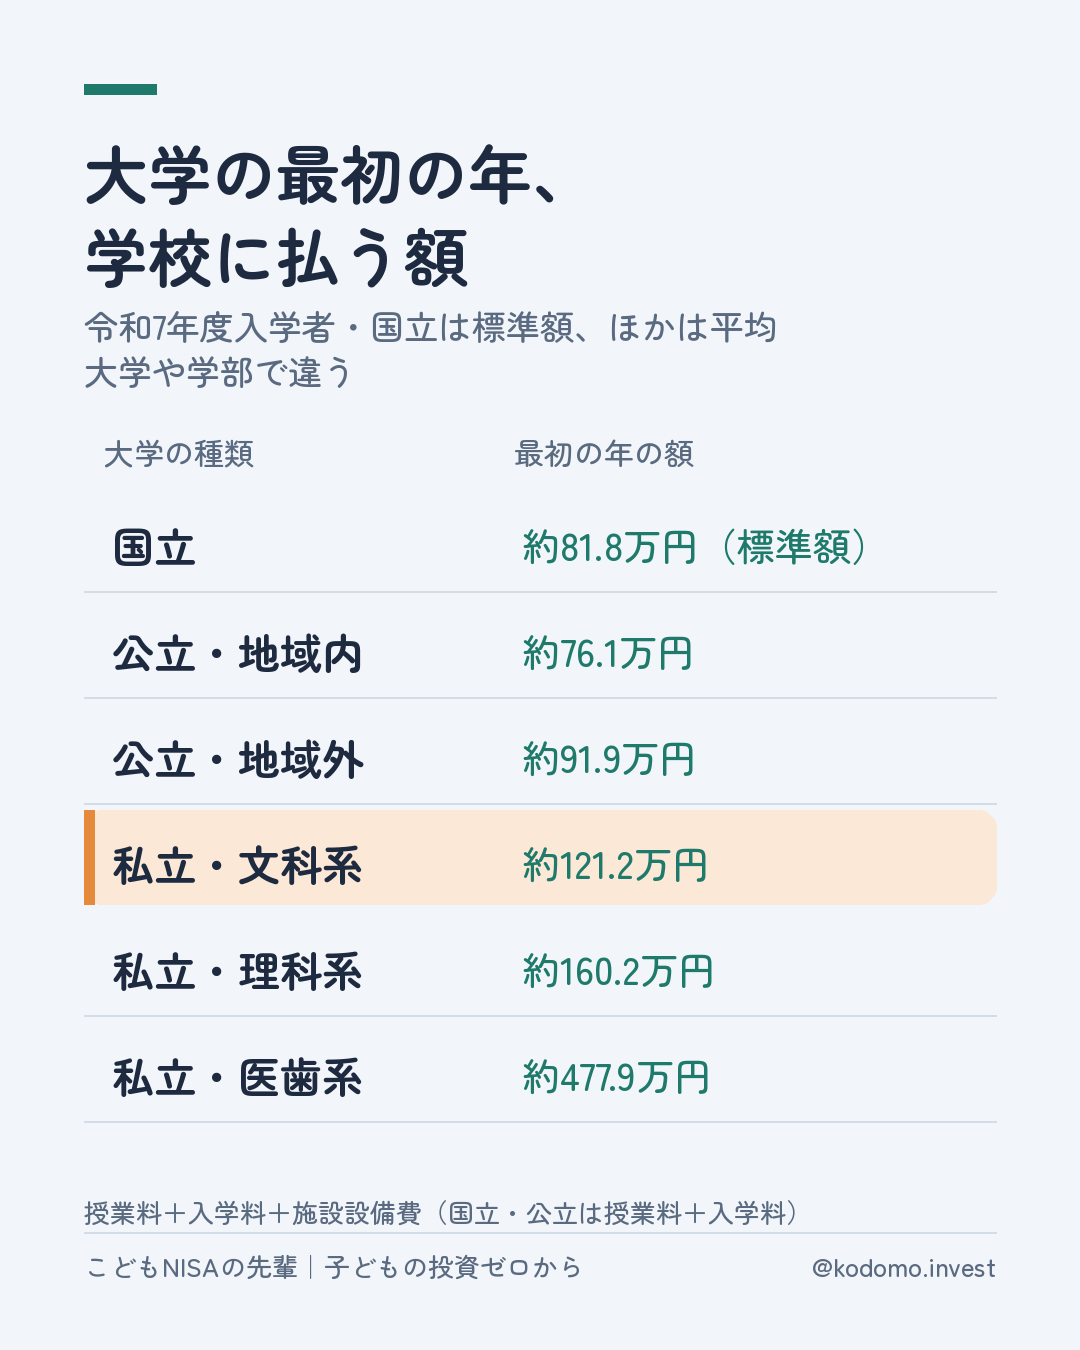 大学の最初の年、
学校に払う額
令和7年度入学者・国立は標準額、ほかは平均
大学や学部で違う
大学の種類 最初の年の額
国立 約81.8万円（標準額）
公立・地域内 約76.1万円
公立・地域外 約91.9万円
私立・文科系 約121.2万円
私立・理科系 約160.2万円
私立・医歯系 約477.9万円
授業料＋入学料＋施設設備費（国立・公立は授業料＋入学料）
こどもNISAの先輩｜子どもの投資ゼロから @kodomo.invest